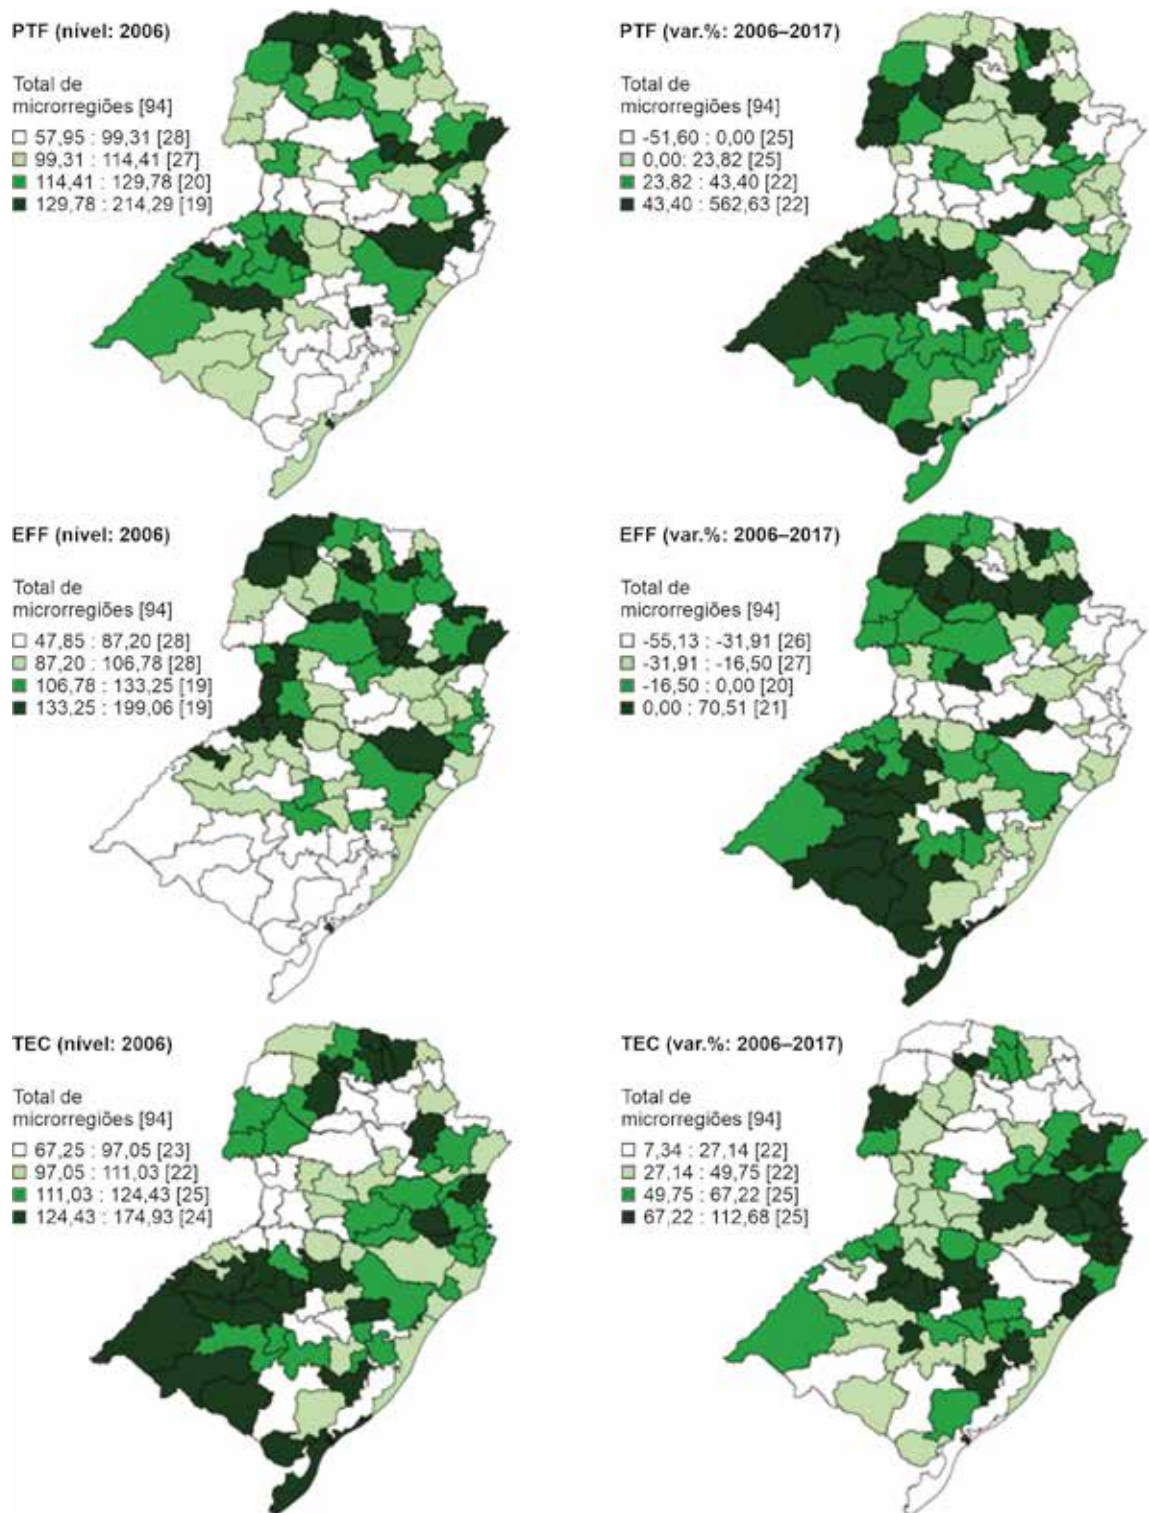 PTF (nível: 2006)
Total de
microrregiões [94]
57,95 : 99,31 [28]
99,31 : 114,41 [27]
114,41 : 129,78 [20]
129,78 : 214,29 [19]
PTF (var.%: 2006–2017)
Total de
microrregiões [94]
-51,60 : 0,00 [25]
0,00: 23,82 [25]
23,82 : 43,40 [22]
43,40 : 562,63 [22]
EFF (nível: 2006)
Total de
microrregiões [94]
47,85 : 87,20 [28]
87,20 : 106,78 [28]
106,78 : 133,25 [19]
133,25 : 199,06 [19]
EFF (var.%: 2006–2017)
Total de
microrregiões [94]
-55,13 : -31,91 [26]
-31,91 : -16,50 [27]
-16,50 : 0,00 [20]
0,00 : 70,51 [21]
TEC (nível: 2006)
Total de
microrregiões [94]
67,25 : 97,05 [23]
97,05 : 111,03 [22]
111,03 : 124,43 [25]
124,43 : 174,93 [24]
TEC (var.%: 2006–2017)
Total de
microrregiões [94]
7,34 : 27,14 [22]
27,14 : 49,75 [22]
49,75 : 67,22 [25]
67,22 : 112,68 [25]